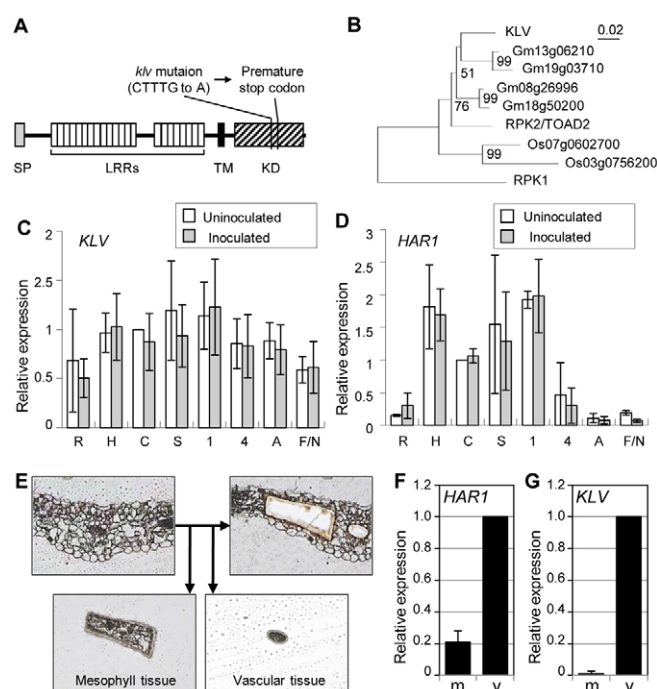 A
klv mutaion
(CTTTG to A)
Premature
stop codon
SP
LRRs
TM
KD
B
KLV
0.02
Gm13g06210
99
Gm19g03710
51
Gm08g26996
99
76
Gm18g50200
RPK2/TOAD2
Os07g0602700
99
Os03g0756200
RPK1
C
Uninoculated
Inoculated
KLV
Relative expression
2
2.5
1
0.5
0
R H C S 1 4 A F/N
D
Uninoculated
Inoculated
HAR1
Relative expression
3
2.5
2
1.5
1
0.5
0
R H C S 1 4 A F/N
E
Mesophyll tissue
Vascular tissue
F
HAR1
Relative expression
1.2
1.0
0.8
0.6
0.4
0.2
0
m v
G
KLV
Relative expression
1.2
1.0
0.8
0.6
0.4
0.2
0
m v